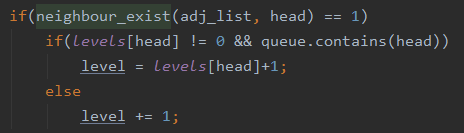 if(neighbour_exist(adj_list, head) == 1)
if(levels[head] != 0 && queue.contains(head))
level = levels[head]+1;
else
level += 1;